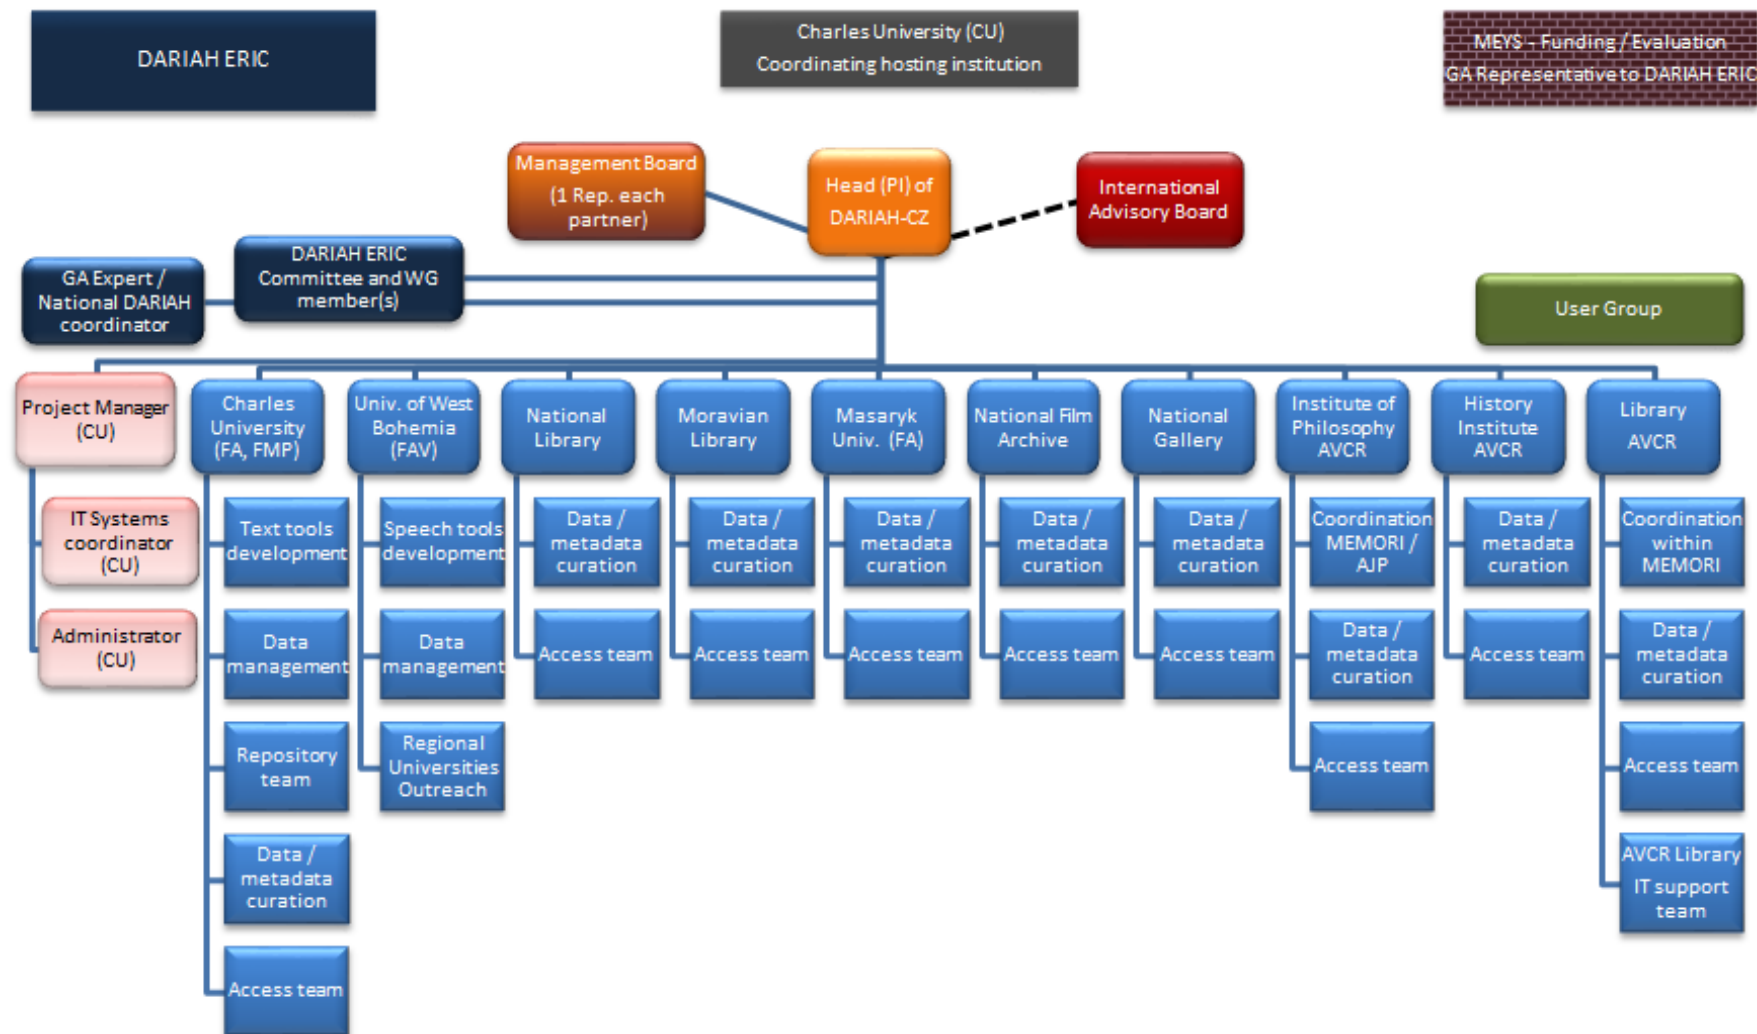 DARIAH ERIC
Charles University (CU)
Coordinating hosting institution
MEYS - Funding / Evaluation
GA Representative to DARIAH ERIC
Management Board
(1 Rep. each
partner)
Head (PI) of
DARIAH-CZ
International
Advisory Board
GA Expert /
National DARIAH
coordinator
DARIAH ERIC
Committee and WG
member(s)
User Group
Project Manager
(CU)
Charles
University
(FA, FMP)
Univ. of West
Bohemia
(FAV)
National
Library
Moravian
Library
Masaryk
Univ. (FA)
National Film
Archive
National
Gallery
Institute of
Philosophy
AVCR
History
Institute
AVCR
Library
AVCR
IT Systems
coordinator
(CU)
Administrator
(CU)
Text tools
development
Data
management
Repository
team
Data /
metadata
curation
Access team
Speech tools
development
Data
management
Regional
Universities
Outreach
Data /
metadata
curation
Access team
Data /
metadata
curation
Access team
Data /
metadata
curation
Access team
Data /
metadata
curation
Access team
Data /
metadata
curation
Access team
Coordination
MEMORI /
AJP
Data /
metadata
curation
Access team
Data /
metadata
curation
Access team
Coordination
within
MEMORI
Data /
metadata
curation
Access team
AVCR Library
IT support
team